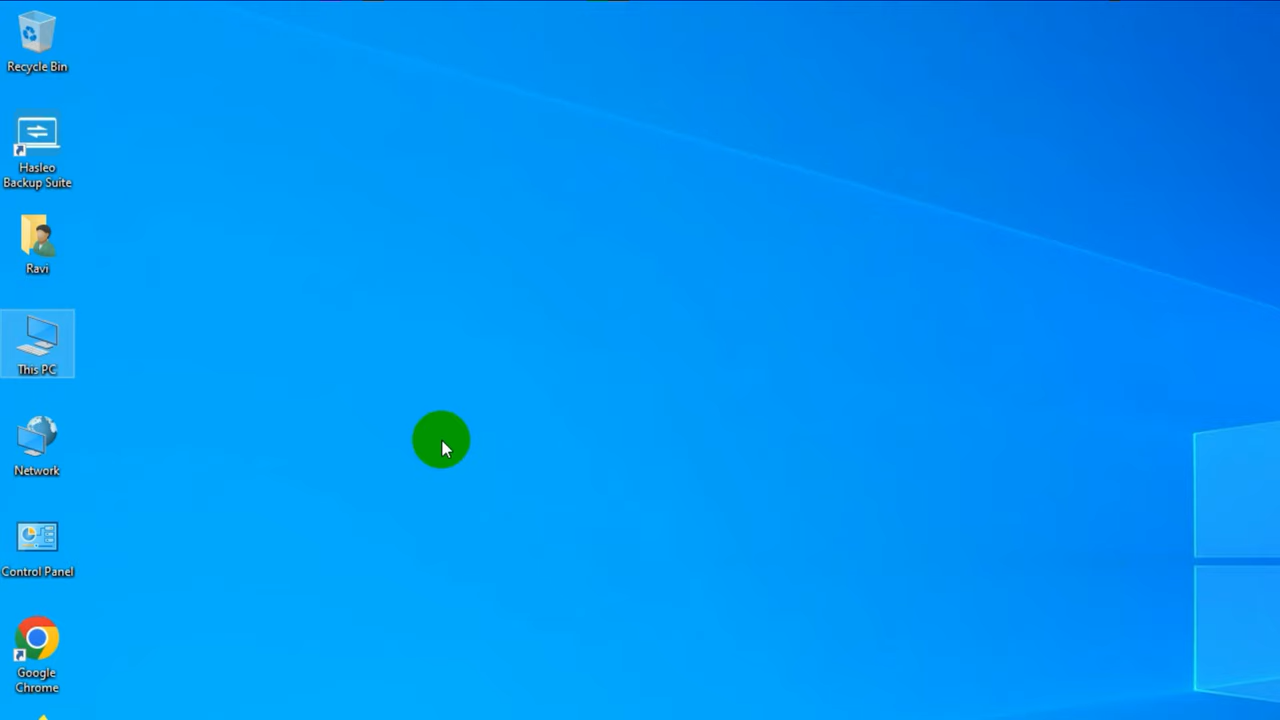 Recycle Bin
Hasleo
Backup Suite
Ravi
This PC
Network
Control Panel
Google
Chrome